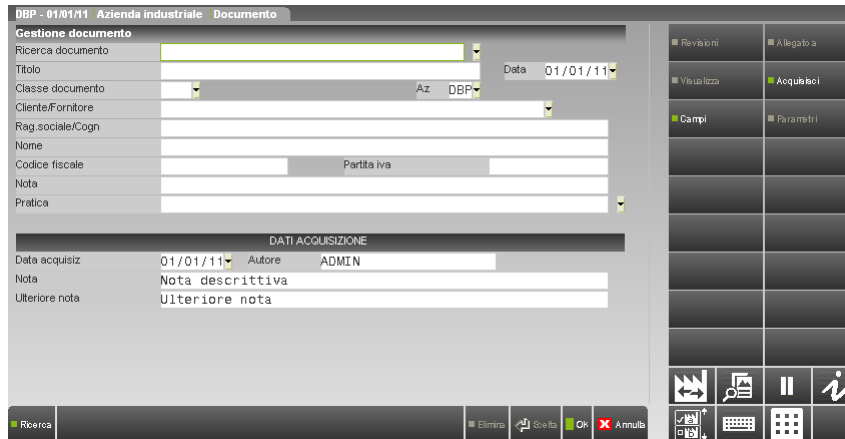 DBP - 01/01/11 Azienda industriale Documento
Gestione documento
Ricerca documento
Titolo Data 01/01/11
Classe documento Az DBP
Cliente/Fornitore
Rag.sociale/Cogn
Nome
Codice fiscale Partita iva
Nota
Pratica
DATI ACQUISIZIONE
Data acquisiz 01/01/11 Autore ADMIN
Nota Nota descrittiva
Ulteriore nota Ulteriore nota
Revisioni Allegato a
Visualizza Acquisisci
Campi Parametri
Ricerca Elimina Scelta OK Annulla